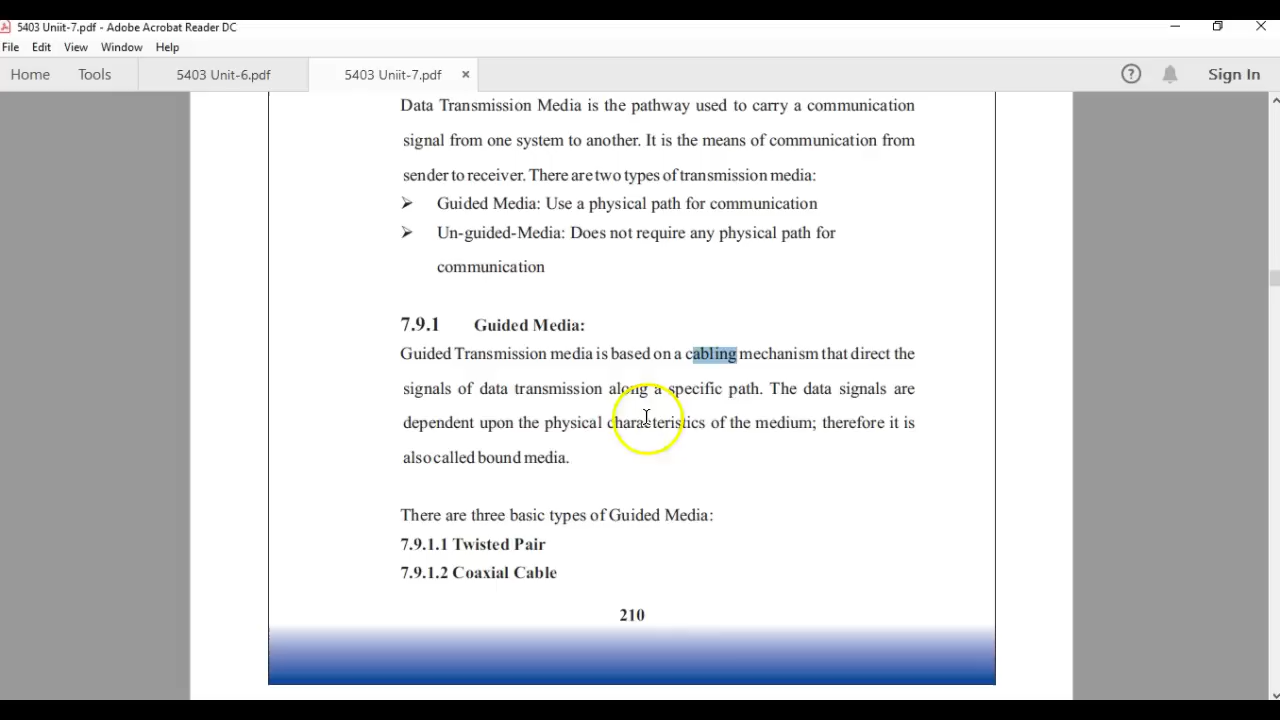 5403 Uniit-7.pdf - Adobe Acrobat Reader DC
File Edit View Window Help
Home Tools 5403 Unit-6.pdf 5403 Uniit-7.pdf × ? Sign In
Data Transmission Media is the pathway used to carry a communication
signal from one system to another. It is the means of communication from
sender to receiver. There are two types of transmission media:
➢ Guided Media: Use a physical path for communication
➢ Un-guided-Media: Does not require any physical path for
communication
7.9.1 Guided Media:
Guided Transmission media is based on a cabling mechanism that direct the
signals of data transmission along a specific path. The data signals are
dependent upon the physical characteristics of the medium; therefore it is
also called bound media.
There are three basic types of Guided Media:
7.9.1.1 Twisted Pair
7.9.1.2 Coaxial Cable
210